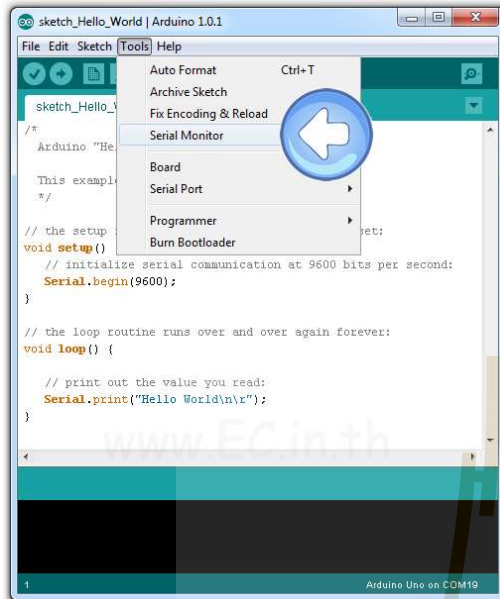 sketch_Hello_World | Arduino 1.0.1
File Edit Sketch Tools Help
Auto Format Ctrl+T
Archive Sketch
Fix Encoding & Reload
Serial Monitor
Board
Serial Port
Programmer
Burn Bootloader
sketch_Hello_
/*
Arduino "He
This exampl
*/
// the setup set:
void setup()
// initialize serial communication at 9600 bits per second:
Serial.begin(9600);
}
// the loop routine runs over and over again forever:
void loop() {
// print out the value you read:
Serial.print("Hello World\n\r");
}
www.EC.in.th
1 Arduino Uno on COM19